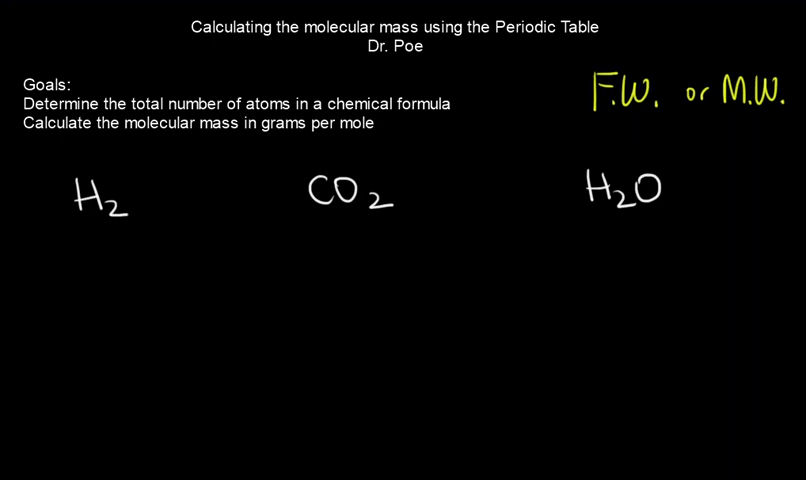 Calculating the molecular mass using the Periodic Table
Dr. Poe
Goals:
Determine the total number of atoms in a chemical formula
Calculate the molecular mass in grams per mole
F.W. or M.W.
H₂ CO₂ H₂O